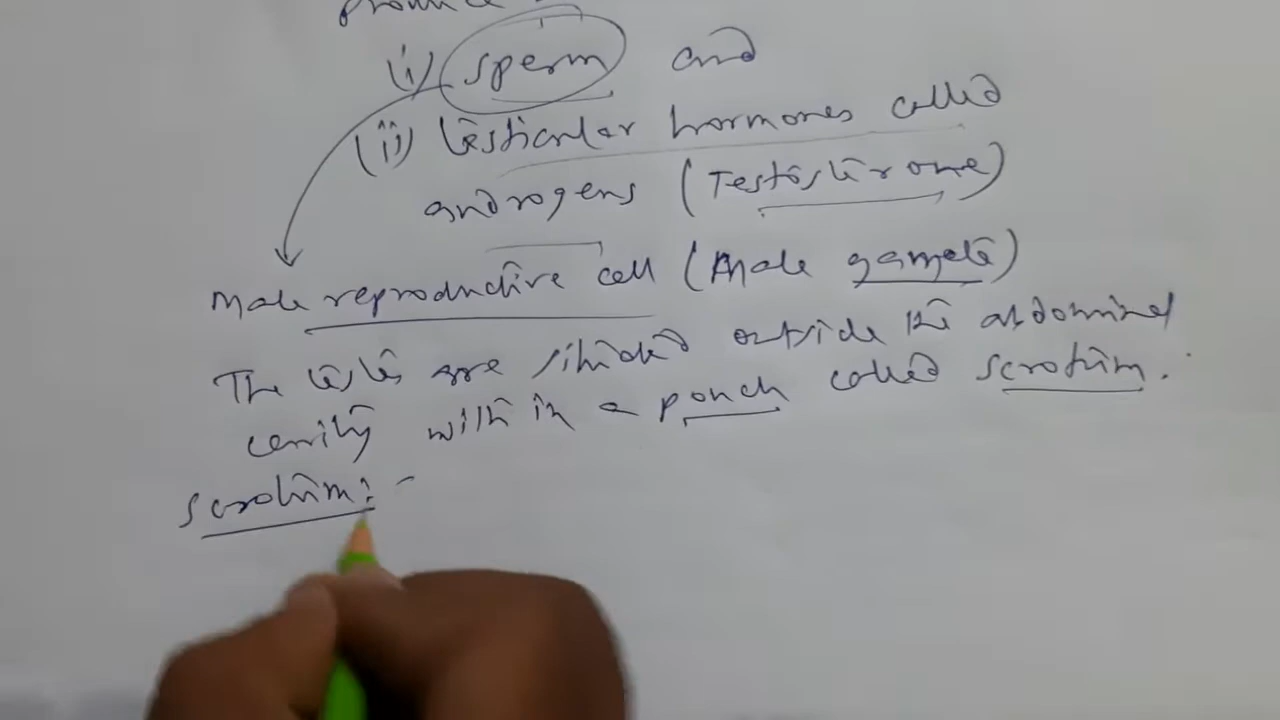 (i) sperm and
(ii) testicular hormones called
androgens (Testosterone)
Male reproductive cell (Male gamete)
The testes are situated outside the abdominal
cavity with in a pouch called scrotum.
scrotum: -